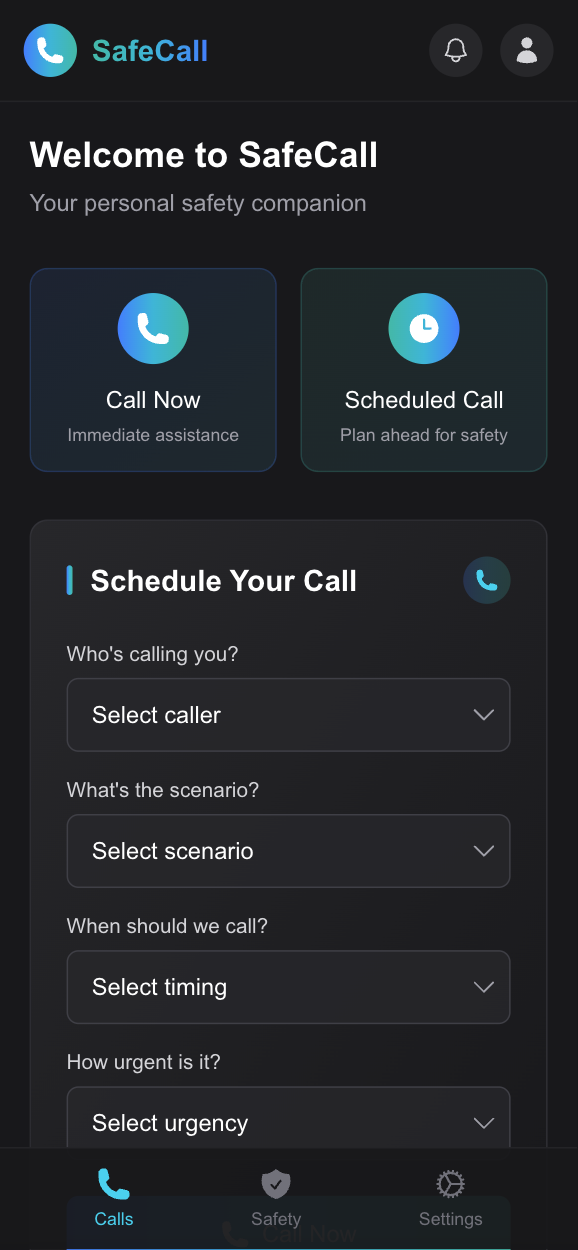 SafeCall
Welcome to SafeCall
Your personal safety companion
Call Now
Immediate assistance
Scheduled Call
Plan ahead for safety
Schedule Your Call
Who's calling you?
Select caller
What's the scenario?
Select scenario
When should we call?
Select timing
How urgent is it?
Select urgency
Call Now
Calls
Safety
Settings